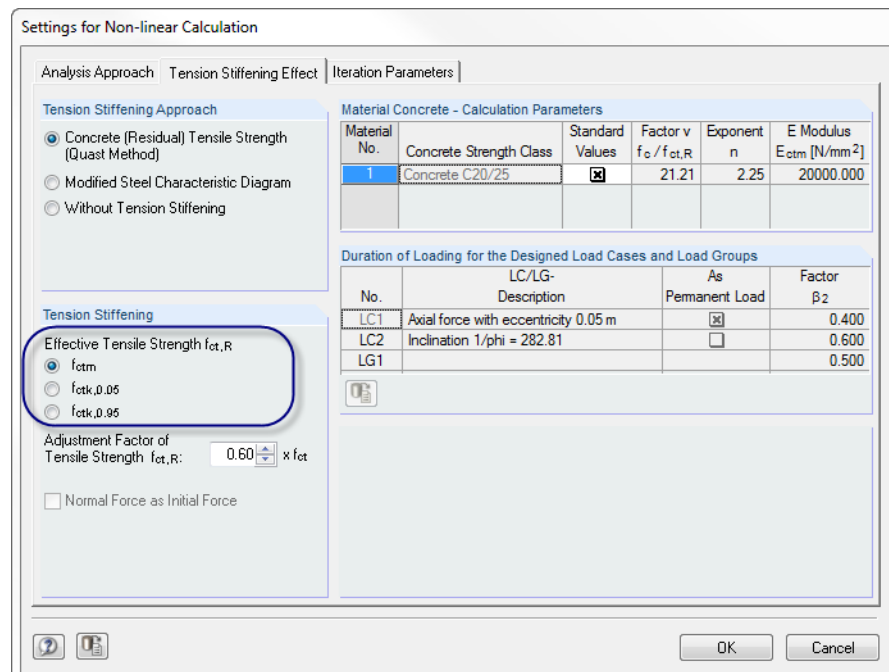 Settings for Non-linear Calculation
Analysis Approach Tension Stiffening Effect Iteration Parameters
Tension Stiffening Approach
Concrete (Residual) Tensile Strength
(Quast Method)
Modified Steel Characteristic Diagram
Without Tension Stiffening
Tension Stiffening
Effective Tensile Strength fct,R
fctm
fctk,0.05
fctk,0.95
Adjustment Factor of
Tensile Strength fct,R: 0.60 x fct
Normal Force as Initial Force
Material Concrete - Calculation Parameters
Material Standard Factor v Exponent E Modulus
No. Concrete Strength Class Values fc / fct,R n Ectm [N/mm2]
1 Concrete C20/25 21.21 2.25 20000.000
Duration of Loading for the Designed Load Cases and Load Groups
LC/LG- As Factor
No. Description Permanent Load β2
LC1 Axial force with eccentricity 0.05 m 0.400
LC2 Inclination 1/phi = 282.81 0.600
LG1 0.500
OK Cancel